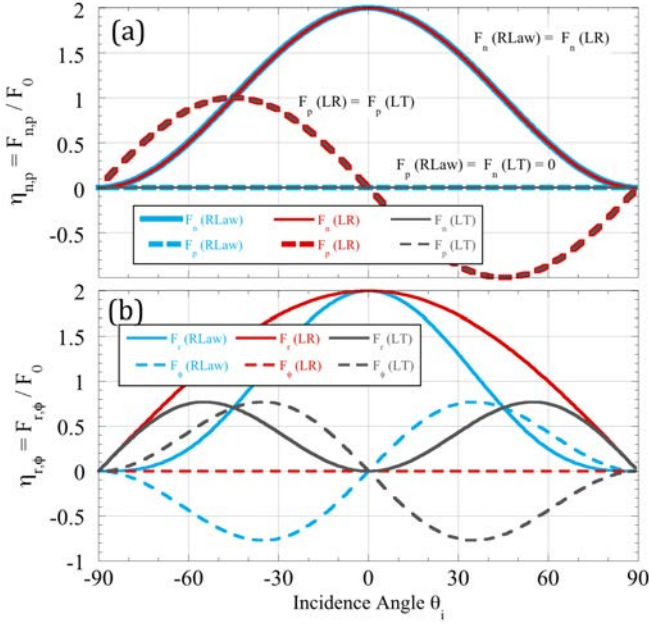 (a)
F_n (RLaw) = F_n (LR)
F_p (LR) = F_p (LT)
F_p (RLaw) = F_n (LT) = 0
η_n,p = F_n,p / F_0
2
1.5
1
0.5
0
-0.5
F_n (RLaw) F_n (LR) F_n (LT)
F_p (RLaw) F_p (LR) F_p (LT)
(b)
η_r,ϕ = F_r,ϕ / F_0
2
1.5
1
0.5
0
-0.5
-1
F_r (RLaw) F_r (LR) F_r (LT)
F_ϕ (RLaw) F_ϕ (LR) F_ϕ (LT)
-90 -60 -30 0 30 60 90
Incidence Angle θ_i